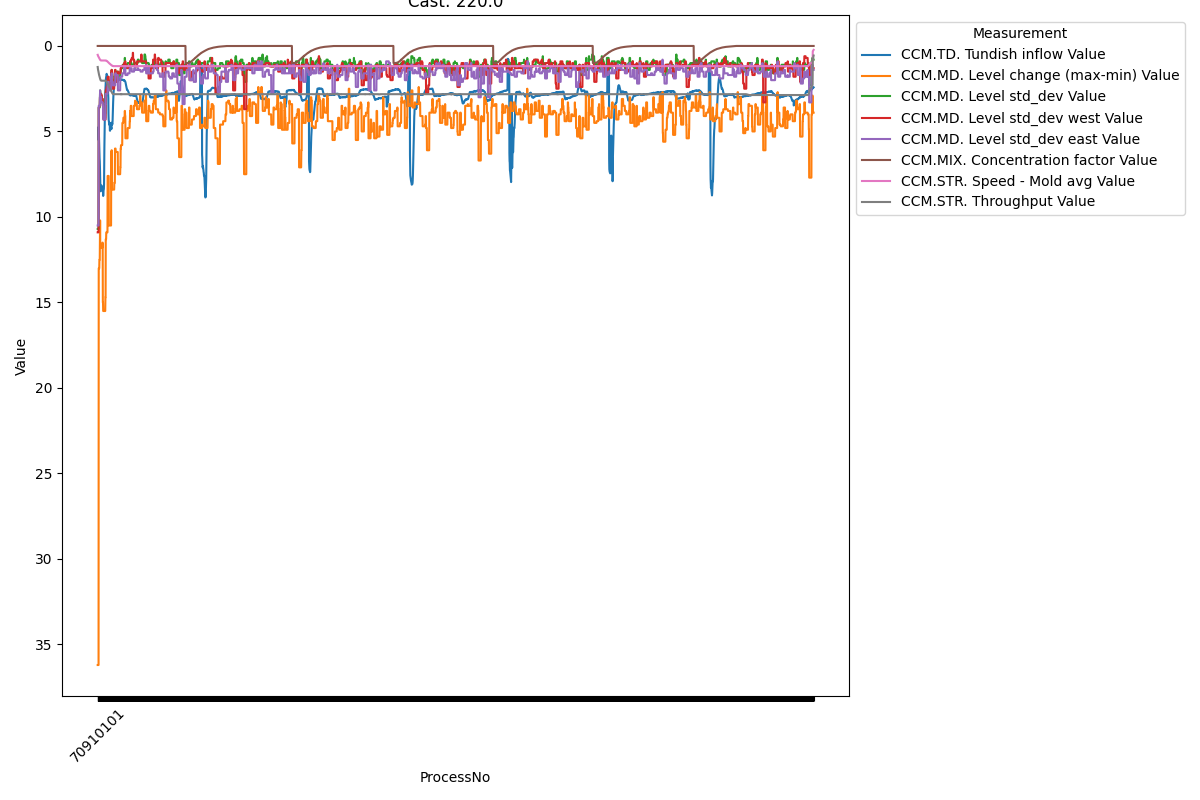 Cast: 220.0
Measurement
CCM.TD. Tundish inflow Value
CCM.MD. Level change (max-min) Value
CCM.MD. Level std_dev Value
CCM.MD. Level std_dev west Value
CCM.MD. Level std_dev east Value
CCM.MIX. Concentration factor Value
CCM.STR. Speed - Mold avg Value
CCM.STR. Throughput Value
Value
0
5
10
15
20
25
30
35
70910101
ProcessNo